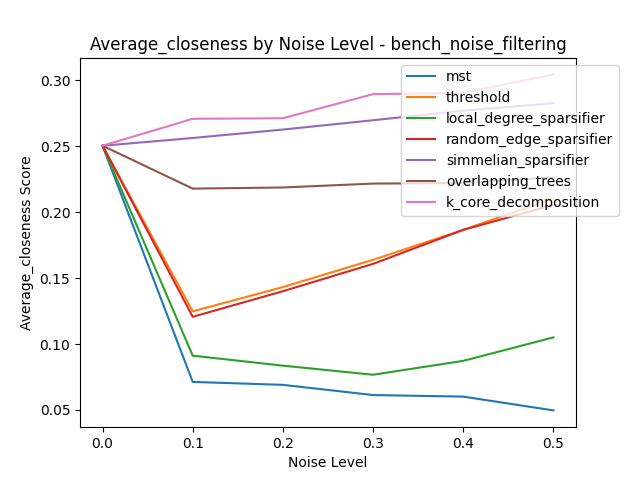 Average_closeness by Noise Level - bench_noise_filtering
Average_closeness Score
0.30
0.25
0.20
0.15
0.10
0.05
0.0
0.1
0.2
0.3
0.4
0.5
Noise Level
mst
threshold
local_degree_sparsifier
random_edge_sparsifier
simmelian_sparsifier
overlapping_trees
k_core_decomposition